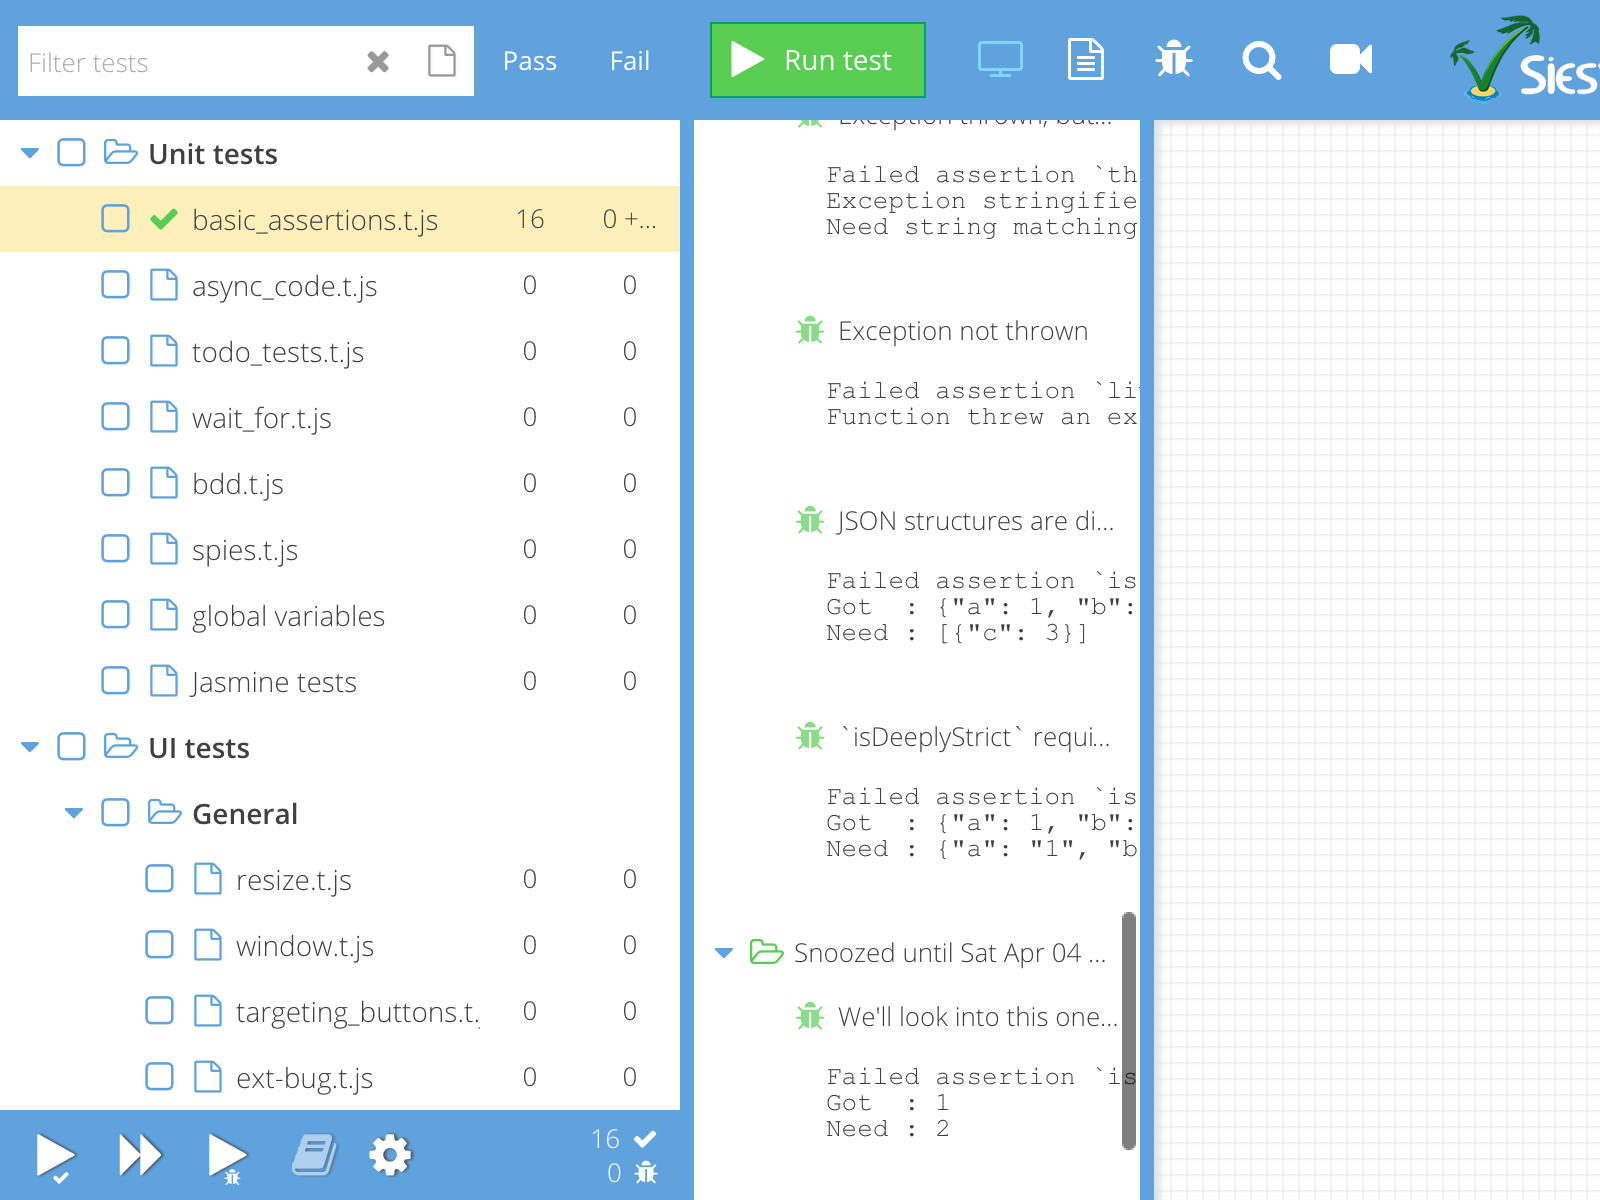 Filter tests
Pass
Fail
Run test
Siest
Unit tests
basic_assertions.t.js 16 0 +...
async_code.t.js 0 0
todo_tests.t.js 0 0
wait_for.t.js 0 0
bdd.t.js 0 0
spies.t.js 0 0
global variables 0 0
Jasmine tests 0 0
UI tests
General
resize.t.js 0 0
window.t.js 0 0
targeting_buttons.t. 0 0
ext-bug.t.js 0 0
16
0
Exception thrown, but...
Failed assertion `th
Exception stringifie
Need string matching
Exception not thrown
Failed assertion `li
Function threw an ex
JSON structures are di...
Failed assertion `is
Got : {"a": 1, "b":
Need : [{"c": 3}]
`isDeeplyStrict` requi...
Failed assertion `is
Got : {"a": 1, "b":
Need : {"a": "1", "b
Snoozed until Sat Apr 04 ...
We'll look into this one...
Failed assertion `is
Got : 1
Need : 2